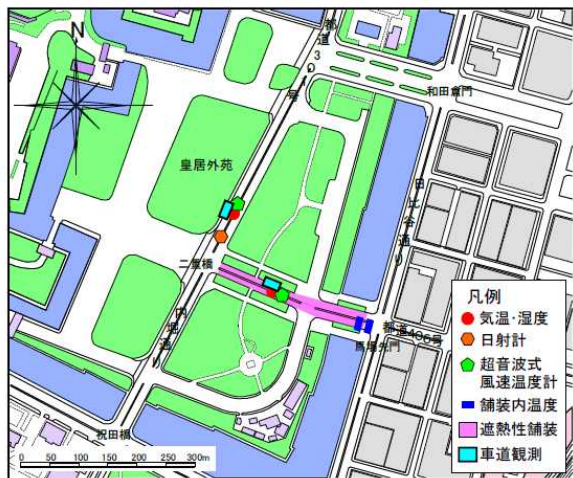 N
都道
3
0
1
号
和田倉門
皇居外苑
日比谷通り
二重橋
内堀通り
都道406号
馬場先門
祝田橋
0 50 100 150 200 250 300m
凡例
気温・湿度
日射計
超音波式
風速温度計
舗装内温度
遮熱性舗装
車道観測